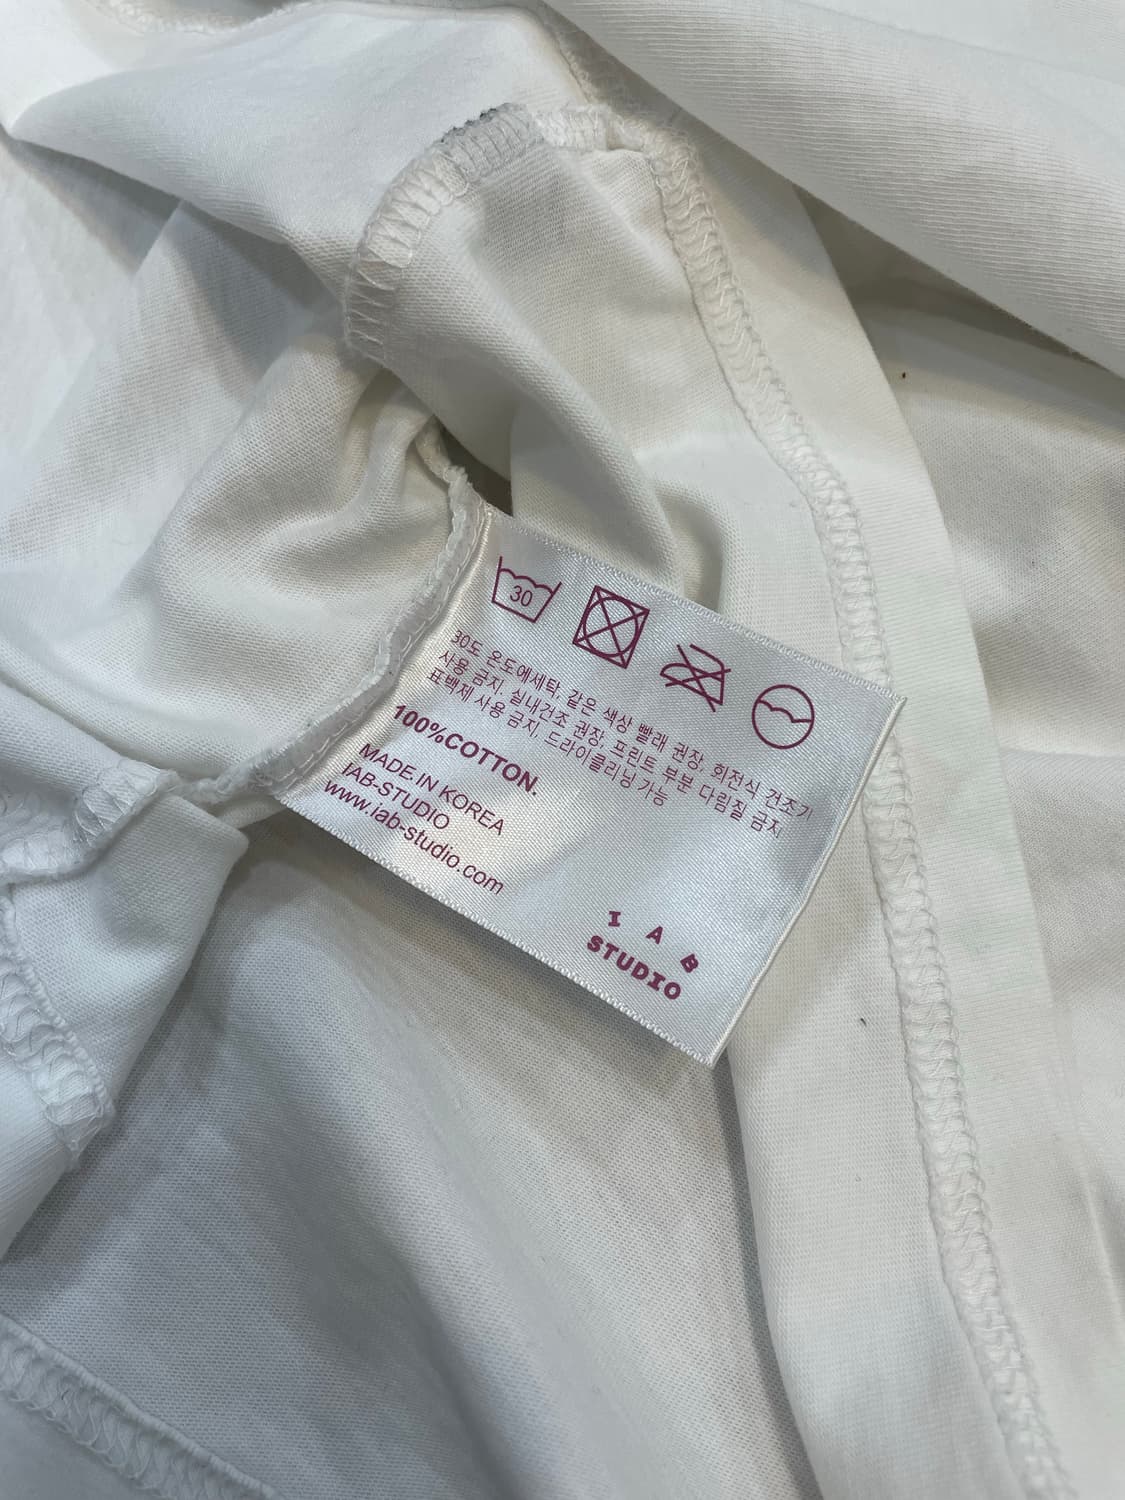 30
30도 온도에세탁, 같은 색상 빨래 권장, 회전식 건조기
사용 금지. 실내건조 권장, 프린트 부분 다림질 금지
표백제 사용 금지, 드라이클리닝 가능
100%COTTON.
MADE.IN KOREA
IAB-STUDIO
www.iab-studio.com
I A B
STUDIO